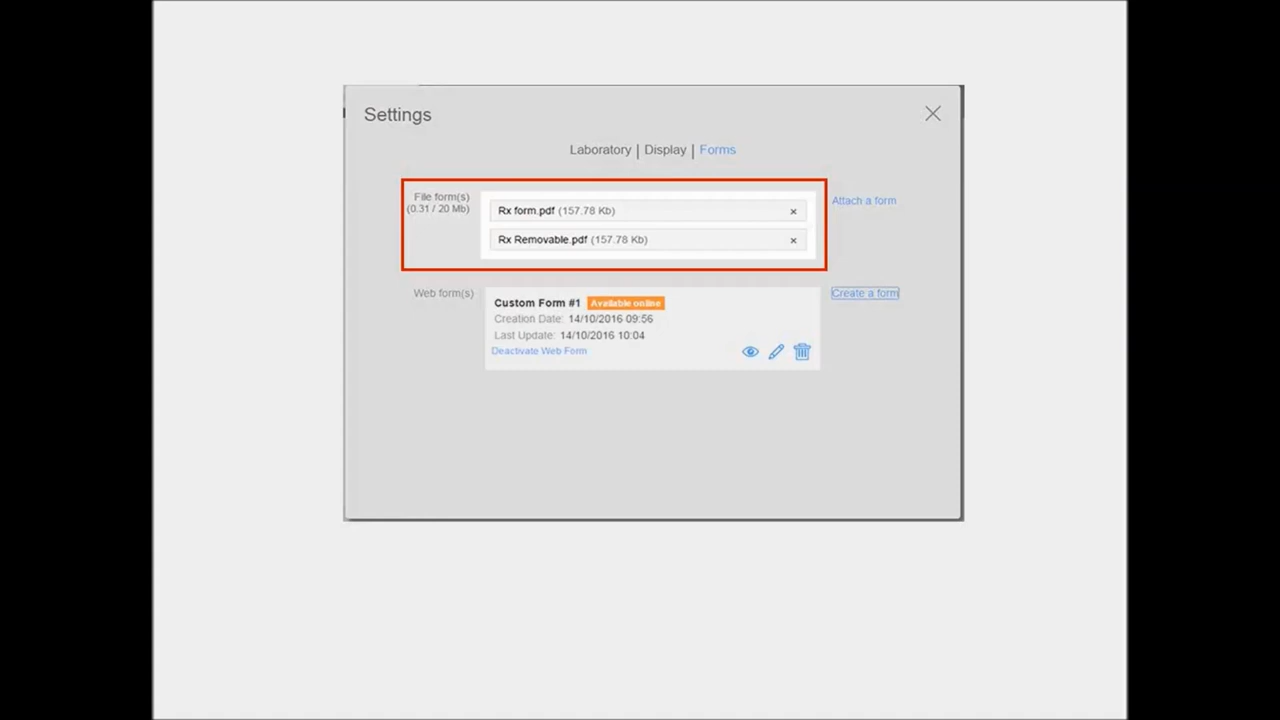 Settings
Laboratory | Display | Forms
File form(s)
(0.31 / 20 Mb)
Rx form.pdf (157.78 Kb) ×
Attach a form
Rx Removable.pdf (157.78 Kb) ×
Web form(s)
Custom Form #1 Available online
Create a form
Creation Date: 14/10/2016 09:56
Last Update: 14/10/2016 10:04
Deactivate Web Form